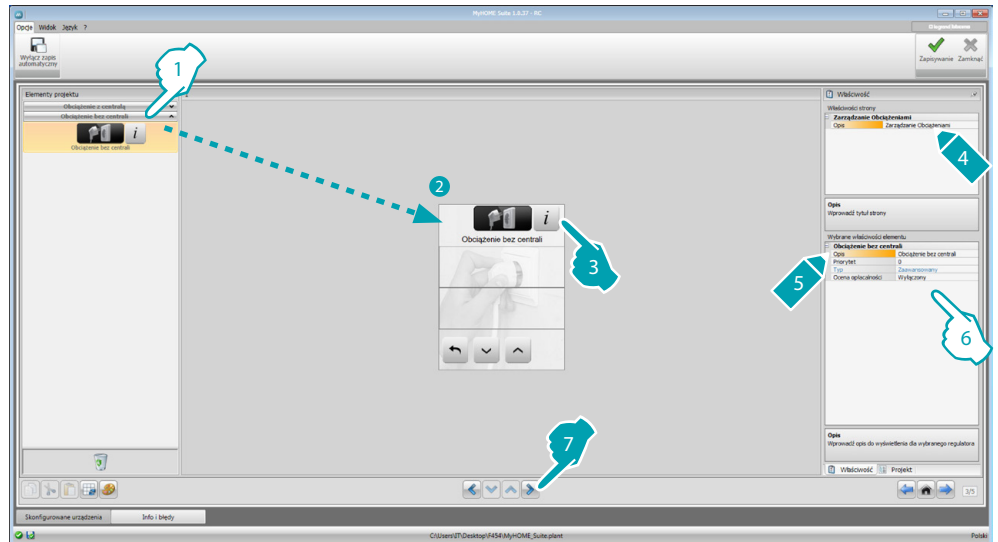 MyHOME Suite 1.0.37 - RC
Opcje Widok Język ?
Wyłącz zapis
automatyczny
Zapisywanie Zamknąć
1
Elementy projektu
Obciążenie z centralą
Obciążenie bez centrali
i
Obciążenie bez centrali
2
i
Obciążenie bez centrali
3
Właściwość
Właściwości strony
Zarządzanie Obciążeniami
Opis Zarządzanie Obciążeniami
4
Opis
Wprowadź tytuł strony
Wybrane właściwości elementu
Obciążenie bez centrali
Opis Obciążenie bez centrali
Priorytet 0
Typ Zaawansowany
Ocena opłacalności Wyłączony
5
6
7
Opis
Wprowadź opis do wyświetlenia dla wybranego regulatora
Właściwość Projekt
3/5
Skonfigurowane urządzenia Info i błędy
C:\Users\IT\Desktop\F454\MyHOME_Suite.plant
Polski